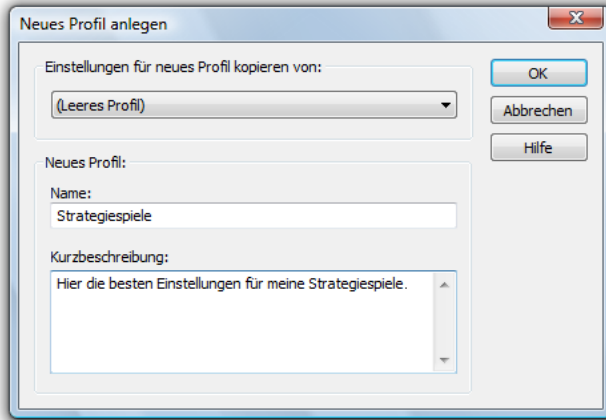 Neues Profil anlegen
Einstellungen für neues Profil kopieren von:
(Leeres Profil)
OK
Abbrechen
Hilfe
Neues Profil:
Name:
Strategiespiele
Kurzbeschreibung:
Hier die besten Einstellungen für meine Strategiespiele.